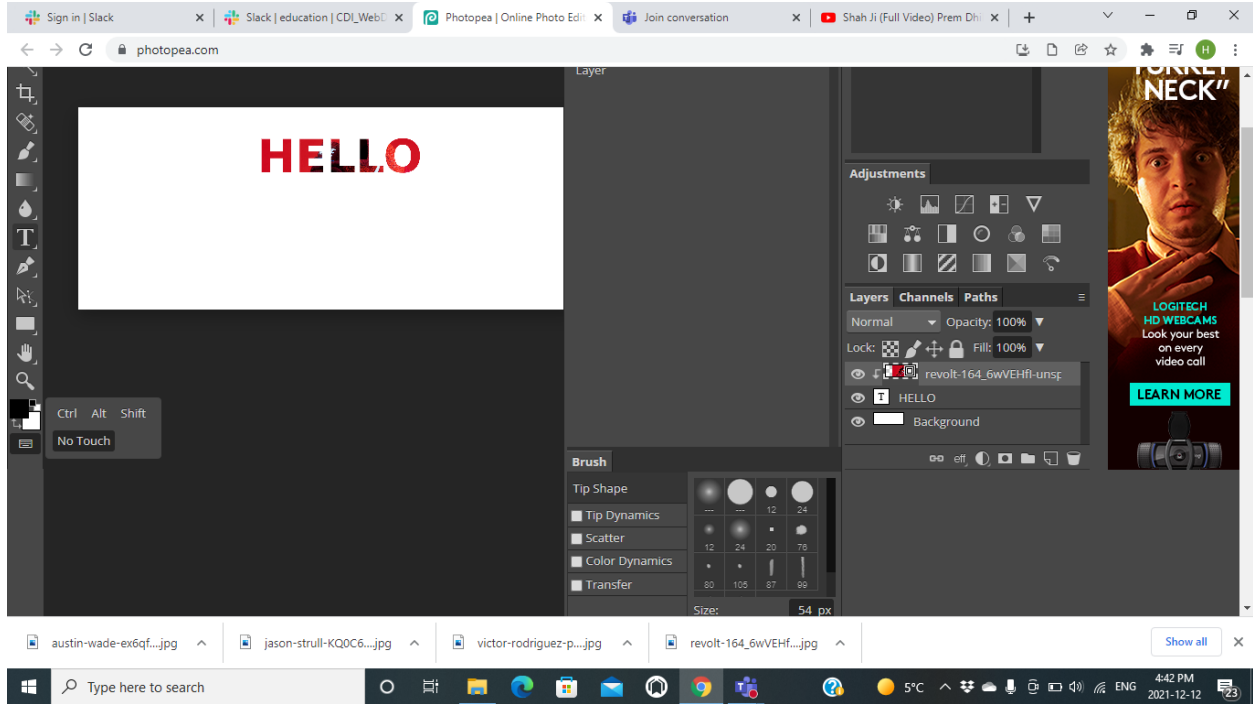 Sign in | Slack
Slack | education | CDI_WebD
Photopea | Online Photo Edit
Join conversation
Shah Ji (Full Video) Prem Dhi
photopea.com
H
Layer
HELLO
TURKEY
NECK”
Adjustments
Layers Channels Paths
Normal Opacity: 100%
Lock: Fill: 100%
revolt-164_6wVEHfI-unsp
T HELLO
Background
eff
LOGITECH
HD WEBCAMS
Look your best
on every
video call
LEARN MORE
T
Ctrl Alt Shift
No Touch
Brush
Tip Shape
Tip Dynamics
Scatter
Color Dynamics
Transfer
--- --- 12 24
12 24 20 76
80 105 87 99
Size: 54 px
austin-wade-ex6qf....jpg
jason-strull-KQ0C6....jpg
victor-rodriguez-p....jpg
revolt-164_6wVEHf....jpg
Show all
Type here to search
5°C
ENG
4:42 PM
2021-12-12
23